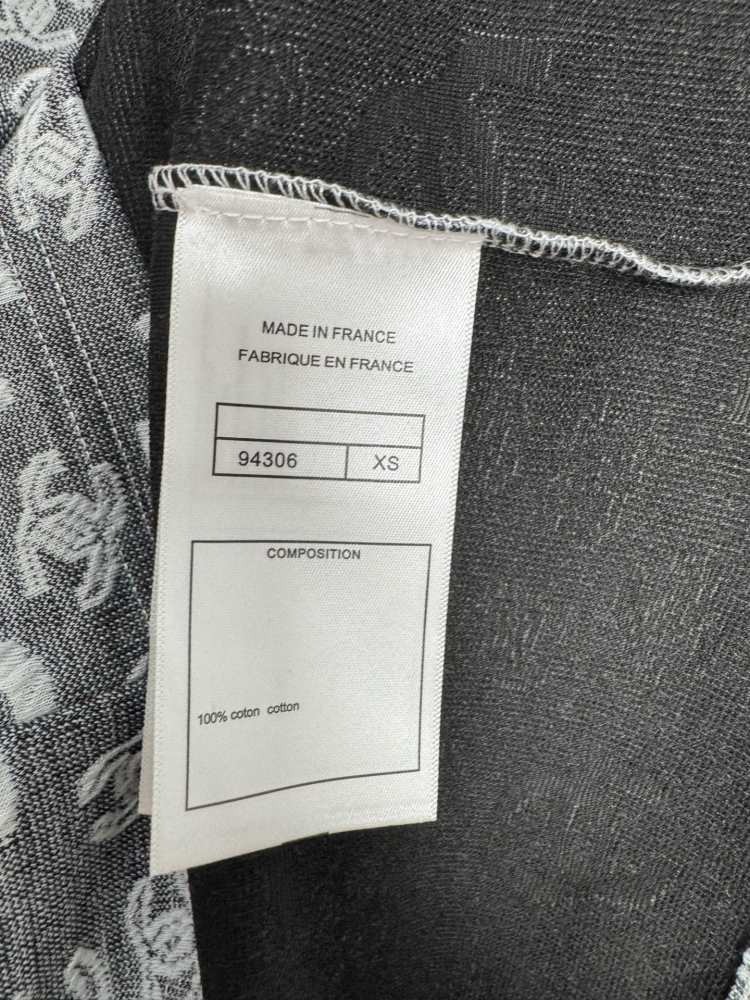 MADE IN FRANCE
FABRIQUE EN FRANCE
94306 XS
COMPOSITION
100% coton cotton